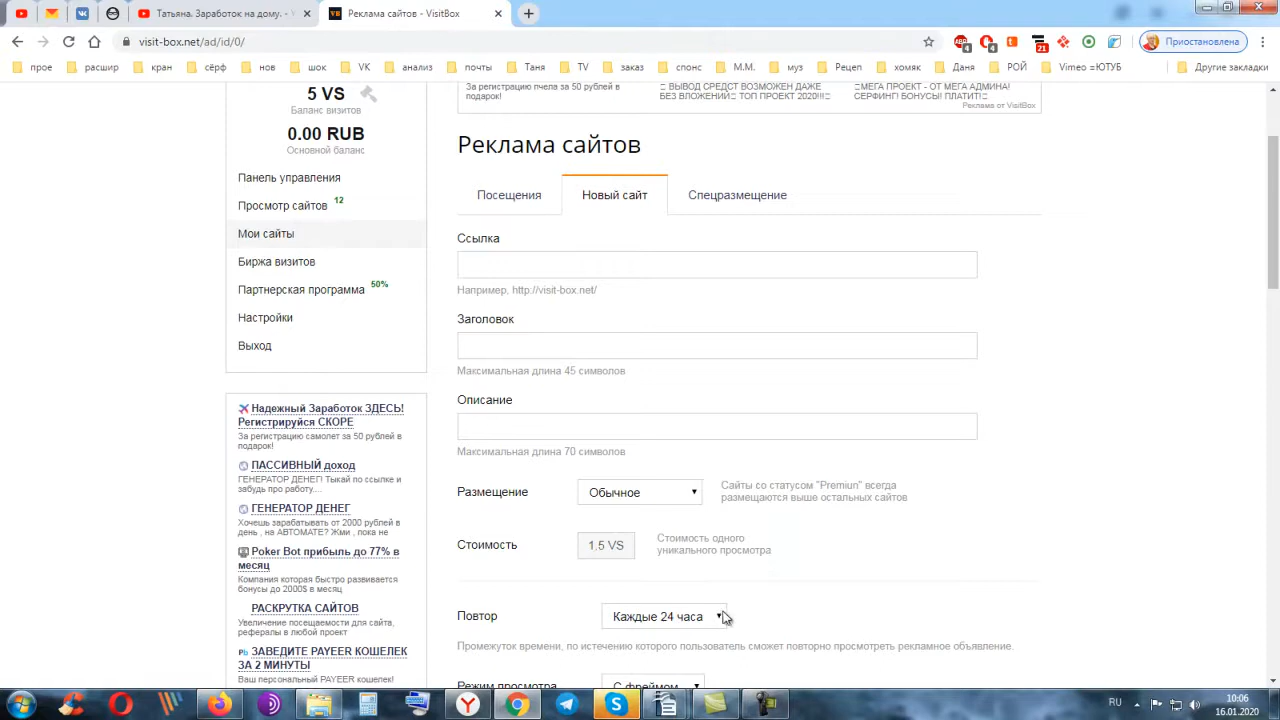 Татьяна. Заработок на дому. -
Реклама сайтов - VisitBox
visit-box.net/ad/id/0/
4
4
21
Приостановлена
прое
расшир
кран
сёрф
нов
шок
VK
анализ
почты
Таня
TV
заказ
спонс
М.М.
муз
Рецеп
хомяк
Даня
РОЙ
Vimeo =ЮТУБ
Другие закладки
5 VS
Баланс визитов
0.00 RUB
Основной баланс
Панель управления
Просмотр сайтов 12
Мои сайты
Биржа визитов
Партнерская программа 50%
Настройки
Выход
Надежный Заработок ЗДЕСЬ!
Регистрируйся СКОРЕ
За регистрацию самолет за 50 рублей в
подарок!
ПАССИВНЫЙ доход
ГЕНЕРАТОР ДЕНЕГ! Тыкай по ссылке и
забудь про работу....
ГЕНЕРАТОР ДЕНЕГ
Хочешь зарабатывать от 2000 рублей в
день , на АВТОМАТЕ? Жми , пока не
Poker Bot прибыль до 77% в
месяц
Компания которая быстро развивается
бонусы до 2000$ в месяц
РАСКРУТКА САЙТОВ
Увеличение посещаемости для сайта,
рефералы в любой проект
ЗАВЕДИТЕ PAYEER КОШЕЛЕК
ЗА 2 МИНУТЫ
Ваш персональный PAYEER кошелек!
За регистрацию пчела за 50 рублей в
подарок!
ВЫВОД СРЕДСТ ВОЗМОЖЕН ДАЖЕ
БЕЗ ВЛОЖЕНИЙ ТОП ПРОЕКТ 2020!!!
МЕГА ПРОЕКТ - ОТ МЕГА АДМИНА!
СЕРФИНГ! БОНУСЫ! ПЛАТИТ!
Реклама от VisitBox
Реклама сайтов
Посещения
Новый сайт
Спецразмещение
Ссылка
Например, http://visit-box.net/
Заголовок
Максимальная длина 45 символов
Описание
Максимальная длина 70 символов
Размещение
Обычное
Сайты со статусом "Premiun" всегда
размещаются выше остальных сайтов
Стоимость
1,5 VS
Стоимость одного
уникального просмотра
Повтор
Каждые 24 часа
Промежуток времени, по истечению которого пользователь сможет повторно просмотреть рекламное объявление.
Режим просмотра
С фреймом
RU
10:06
16.01.2020